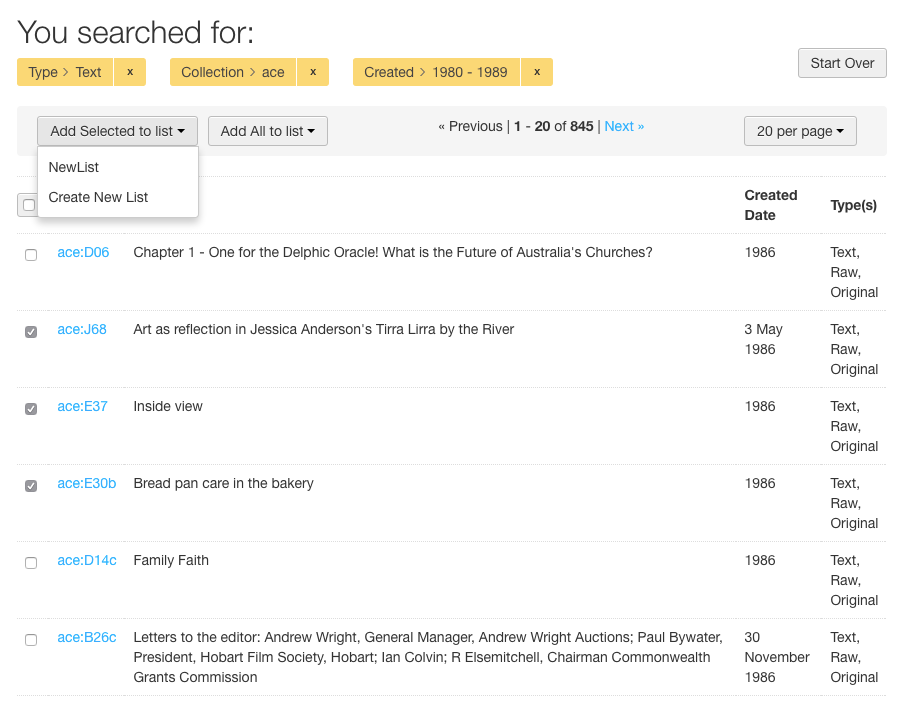 You searched for:
Type > Text x Collection > ace x Created > 1980 - 1989 x Start Over
Add Selected to list Add All to list « Previous | 1 - 20 of 845 | Next » 20 per page
NewList
Create New List
Created
Date
Type(s)
ace:D06 Chapter 1 - One for the Delphic Oracle! What is the Future of Australia's Churches? 1986 Text,
Raw,
Original
ace:J68 Art as reflection in Jessica Anderson's Tirra Lirra by the River 3 May Text,
1986 Raw,
Original
ace:E37 Inside view 1986 Text,
Raw,
Original
ace:E30b Bread pan care in the bakery 1986 Text,
Raw,
Original
ace:D14c Family Faith 1986 Text,
Raw,
Original
ace:B26c Letters to the editor: Andrew Wright, General Manager, Andrew Wright Auctions; Paul Bywater, 30 Text,
President, Hobart Film Society, Hobart; Ian Colvin; R Elsemitchell, Chairman Commonwealth November Raw,
Grants Commission 1986 Original